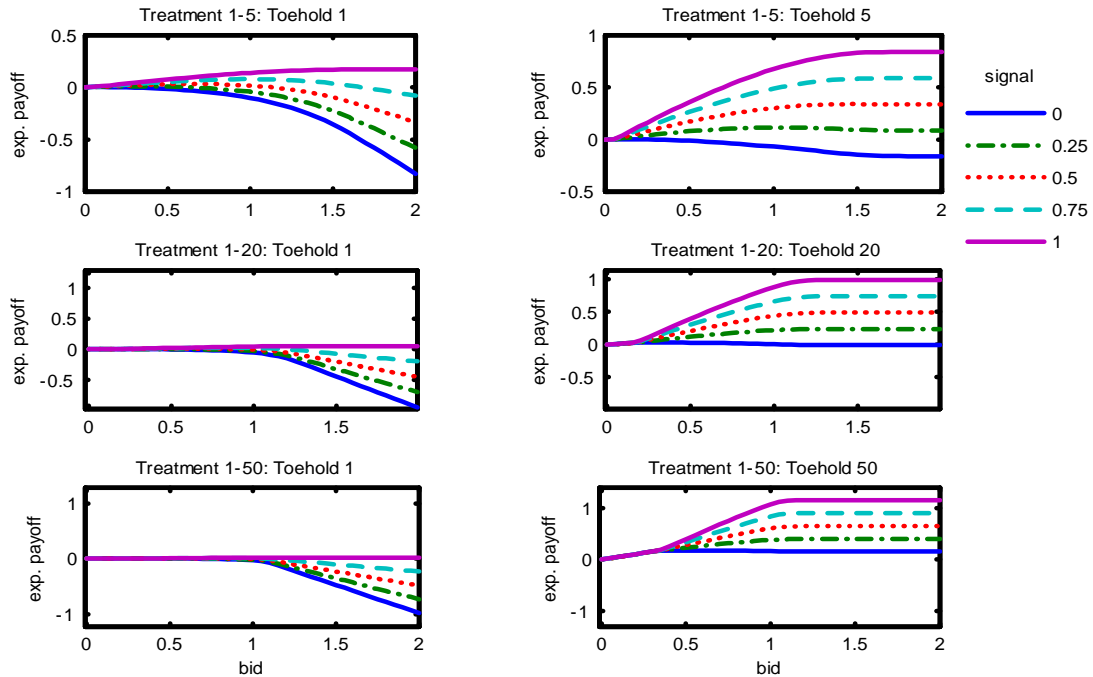 Treatment 1-5: Toehold 1
0.5
0
-0.5
-1
exp. payoff
0 0.5 1 1.5 2
Treatment 1-5: Toehold 5
1
0.5
0
-0.5
exp. payoff
0 0.5 1 1.5 2
signal
0
0.25
0.5
0.75
1
Treatment 1-20: Toehold 1
1
0.5
0
-0.5
exp. payoff
0 0.5 1 1.5 2
Treatment 1-20: Toehold 20
1
0.5
0
-0.5
exp. payoff
0 0.5 1 1.5 2
Treatment 1-50: Toehold 1
1
0
-1
exp. payoff
0 0.5 1 1.5 2
bid
Treatment 1-50: Toehold 50
1
0
-1
exp. payoff
0 0.5 1 1.5 2
bid